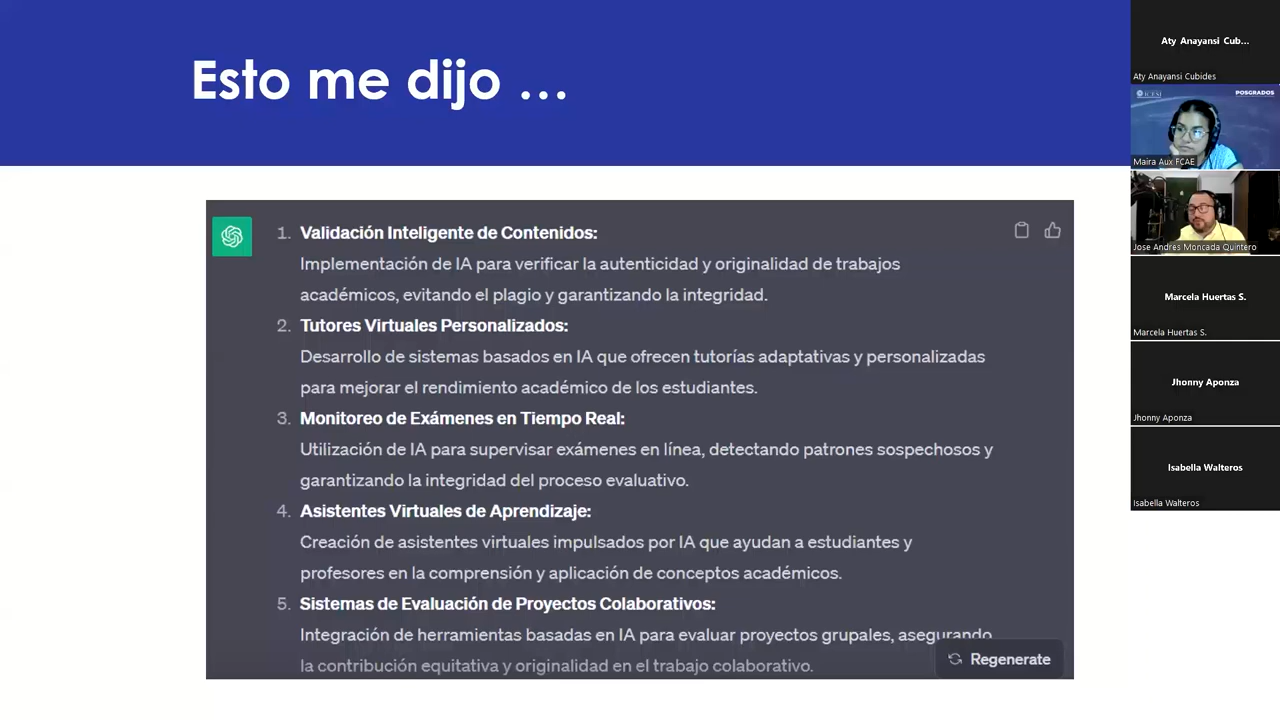 Esto me dijo ...
1. Validación Inteligente de Contenidos:
Implementación de IA para verificar la autenticidad y originalidad de trabajos
académicos, evitando el plagio y garantizando la integridad.
2. Tutores Virtuales Personalizados:
Desarrollo de sistemas basados en IA que ofrecen tutorías adaptativas y personalizadas
para mejorar el rendimiento académico de los estudiantes.
3. Monitoreo de Exámenes en Tiempo Real:
Utilización de IA para supervisar exámenes en línea, detectando patrones sospechosos y
garantizando la integridad del proceso evaluativo.
4. Asistentes Virtuales de Aprendizaje:
Creación de asistentes virtuales impulsados por IA que ayudan a estudiantes y
profesores en la comprensión y aplicación de conceptos académicos.
5. Sistemas de Evaluación de Proyectos Colaborativos:
Integración de herramientas basadas en IA para evaluar proyectos grupales, asegurando
la contribución equitativa y originalidad en el trabajo colaborativo.
Regenerate
Aty Anayansi Cub...
Aty Anayansi Cubides
ICESI
POSGRADOS
Maira Aux FCAE
Jose Andres Moncada Quintero
Marcela Huertas S.
Marcela Huertas S.
Jhonny Aponza
Jhonny Aponza
Isabella Walteros
Isabella Walteros